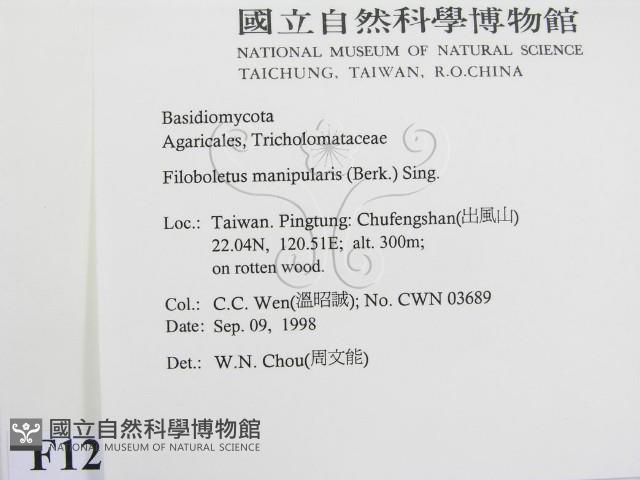 國立自然科學博物館
NATIONAL MUSEUM OF NATURAL SCIENCE
TAICHUNG, TAIWAN, R.O.CHINA
Basidiomycota
Agaricales, Tricholomataceae
Filoboletus manipularis (Berk.) Sing.
Loc.: Taiwan. Pingtung: Chufengshan(出風山)
22.04N, 120.51E; alt. 300m;
on rotten wood.
Col.: C.C. Wen(溫昭誠); No. CWN 03689
Date: Sep. 09, 1998
Det.: W.N. Chou(周文能)
國立自然科學博物館
NATIONAL MUSEUM OF NATURAL SCIENCE
F12